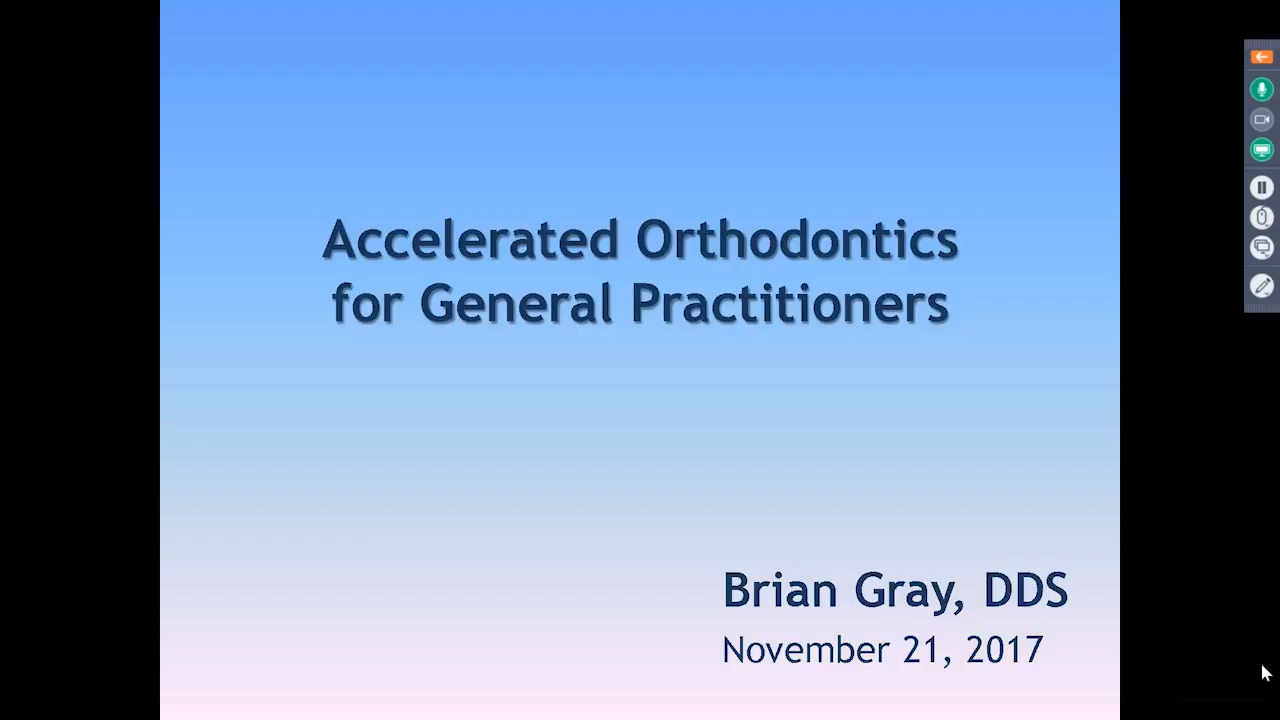 Accelerated Orthodontics
for General Practitioners
Brian Gray, DDS
November 21, 2017